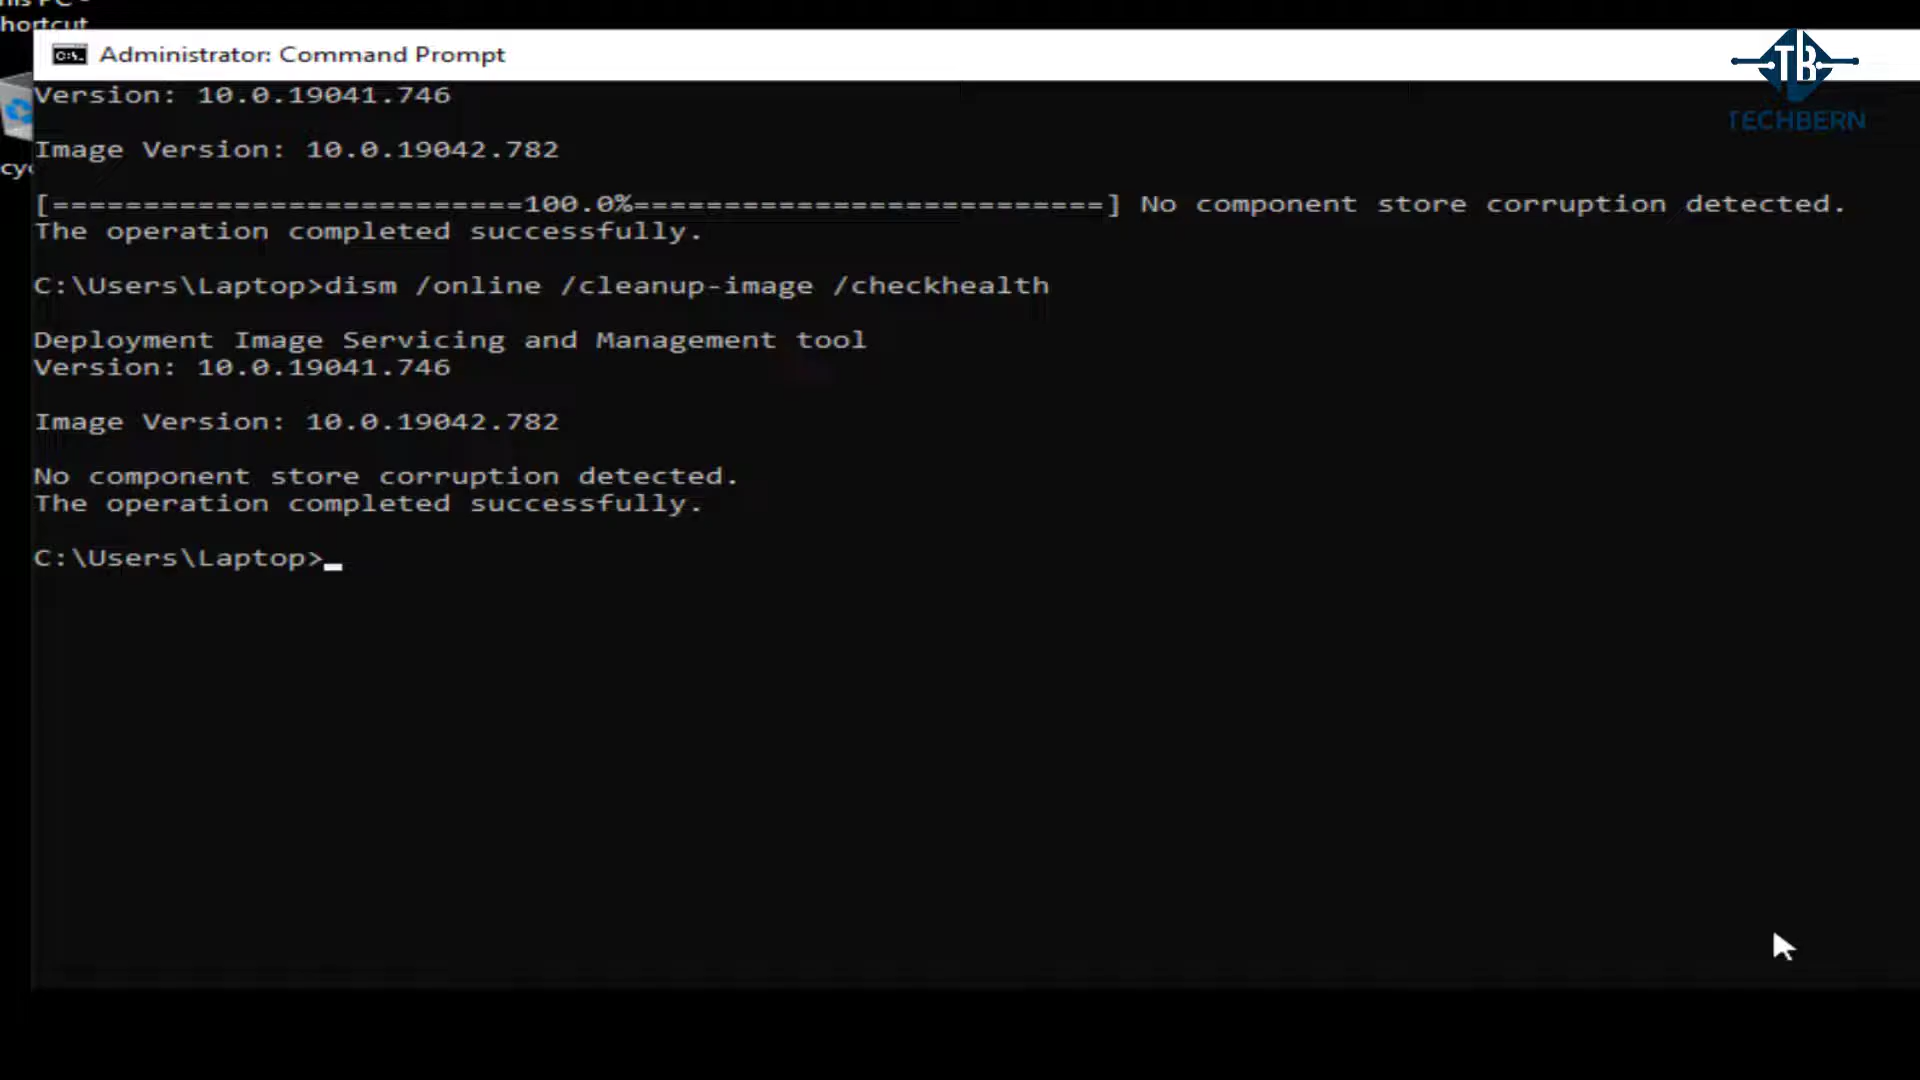 hortcut
Administrator: Command Prompt
TB
TECHBERN
Version: 10.0.19041.746
Image Version: 10.0.19042.782
[==========================100.0%==========================] No component store corruption detected.
The operation completed successfully.
C:\Users\Laptop>dism /online /cleanup-image /checkhealth
Deployment Image Servicing and Management tool
Version: 10.0.19041.746
Image Version: 10.0.19042.782
No component store corruption detected.
The operation completed successfully.
C:\Users\Laptop>